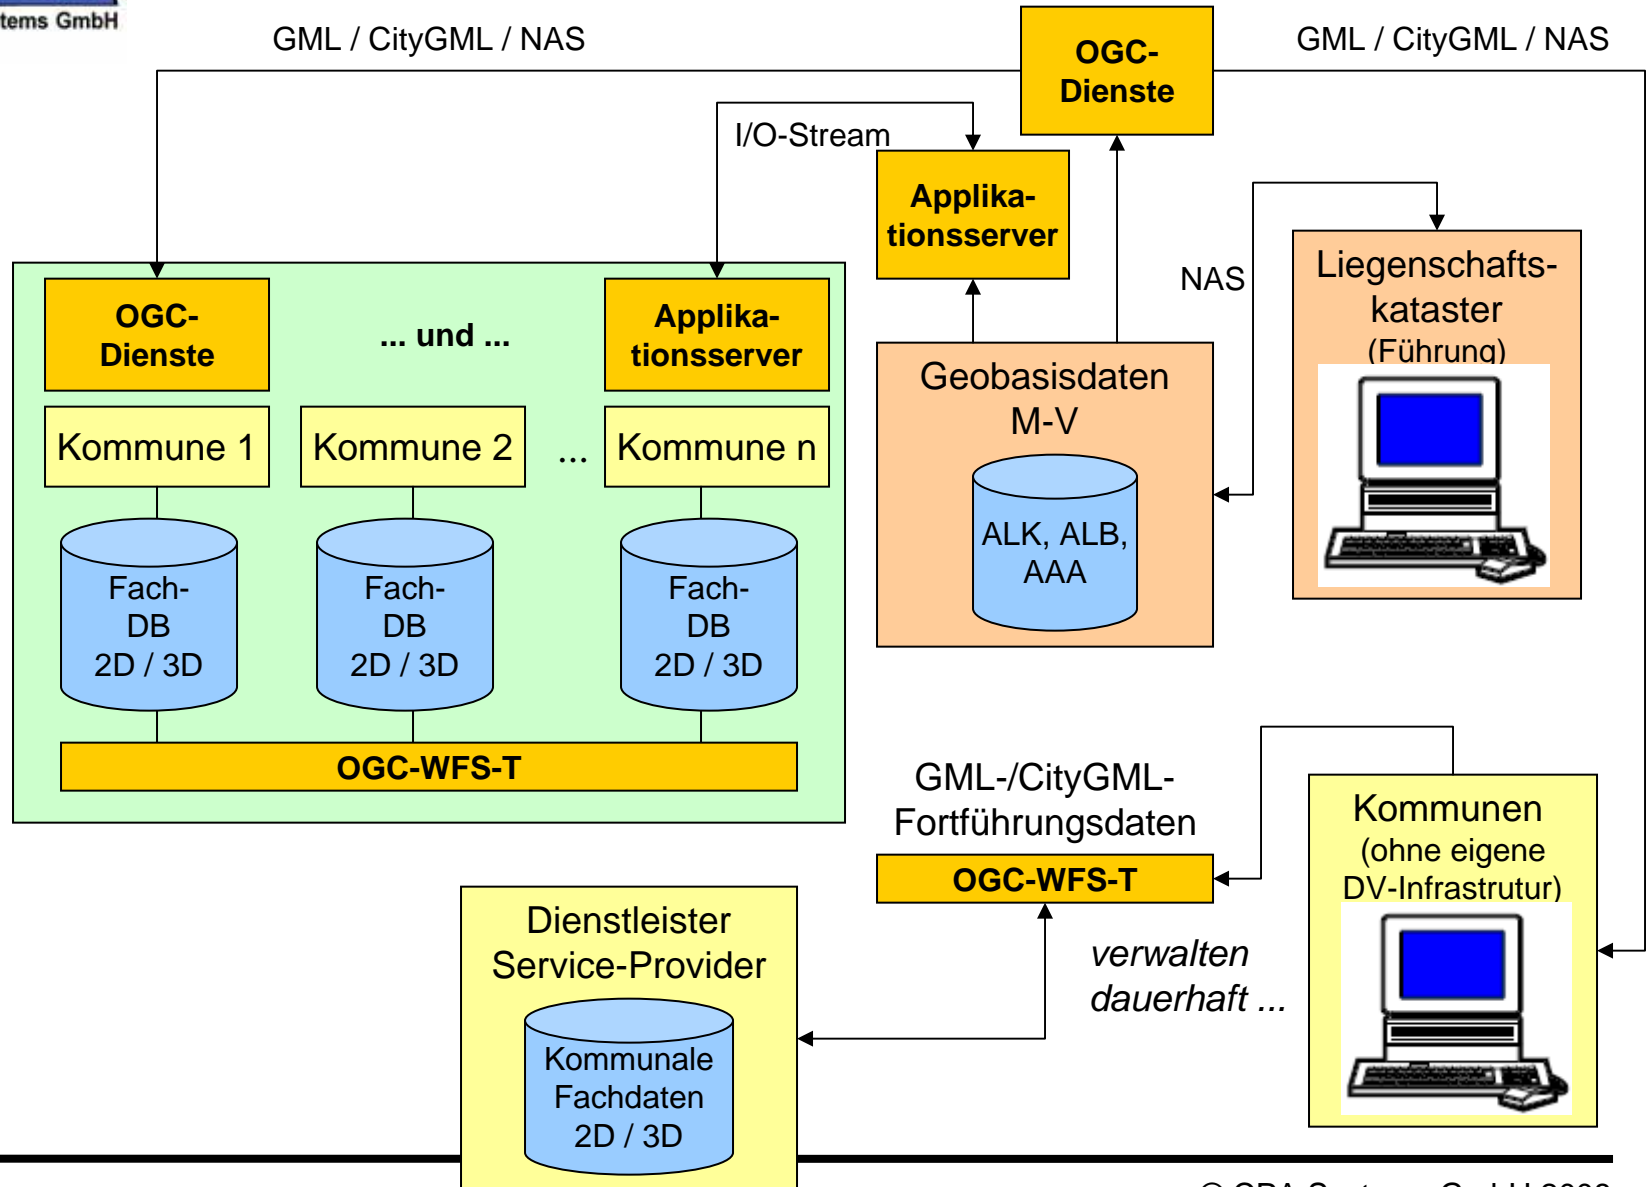 tems GmbH
GML / CityGML / NAS
OGC-
Dienste
GML / CityGML / NAS
I/O-Stream
Applika-
tionsserver
NAS
Liegenschafts-
kataster
(Führung)
OGC-
Dienste
... und ...
Applika-
tionsserver
Geobasisdaten
M-V
ALK, ALB,
AAA
Kommune 1
Kommune 2
...
Kommune n
Fach-
DB
2D / 3D
Fach-
DB
2D / 3D
Fach-
DB
2D / 3D
OGC-WFS-T
GML-/CityGML-
Fortführungsdaten
OGC-WFS-T
Kommunen
(ohne eigene
DV-Infrastrutur)
verwalten
dauerhaft ...
Dienstleister
Service-Provider
Kommunale
Fachdaten
2D / 3D